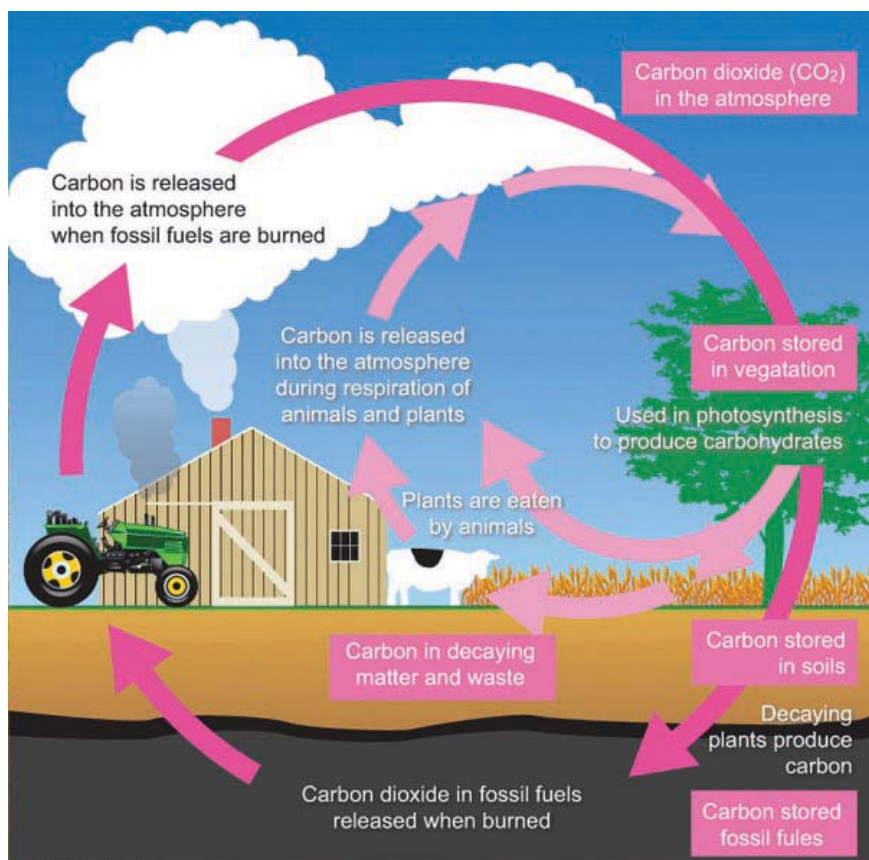 Carbon dioxide (CO₂)
in the atmosphere
Carbon is released
into the atmosphere
when fossil fuels are burned
Carbon is released
into the atmosphere
during respiration of
animals and plants
Carbon stored
in vegatation
Used in photosynthesis
to produce carbohydrates
Plants are eaten
by animals
Carbon in decaying
matter and waste
Carbon stored
in soils
Decaying
plants produce
carbon
Carbon dioxide in fossil fuels
released when burned
Carbon stored
fossil fules